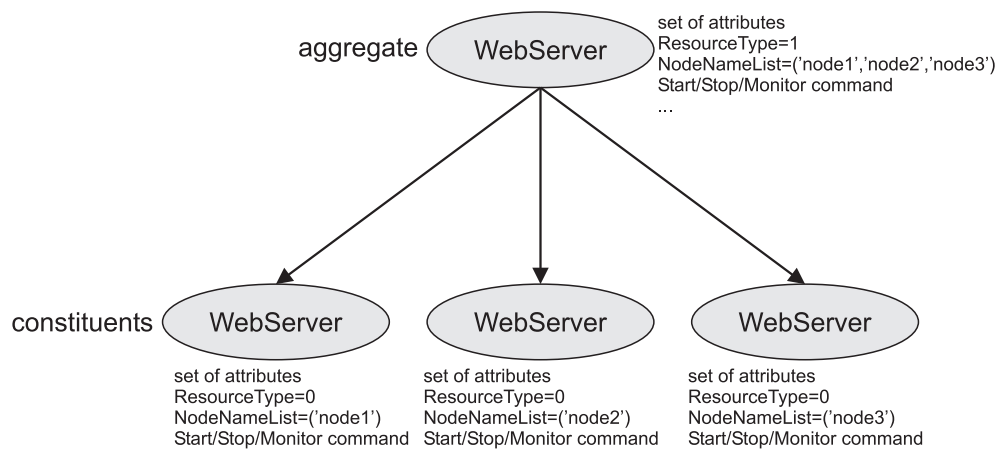 aggregate
WebServer
set of attributes
ResourceType=1
NodeNameList=(’node1’,’node2’,’node3’)
Start/Stop/Monitor command
...
constituents
WebServer
WebServer
WebServer
set of attributes
ResourceType=0
NodeNameList=(’node1’)
Start/Stop/Monitor command
set of attributes
ResourceType=0
NodeNameList=(’node2’)
Start/Stop/Monitor command
set of attributes
ResourceType=0
NodeNameList=(’node3’)
Start/Stop/Monitor command